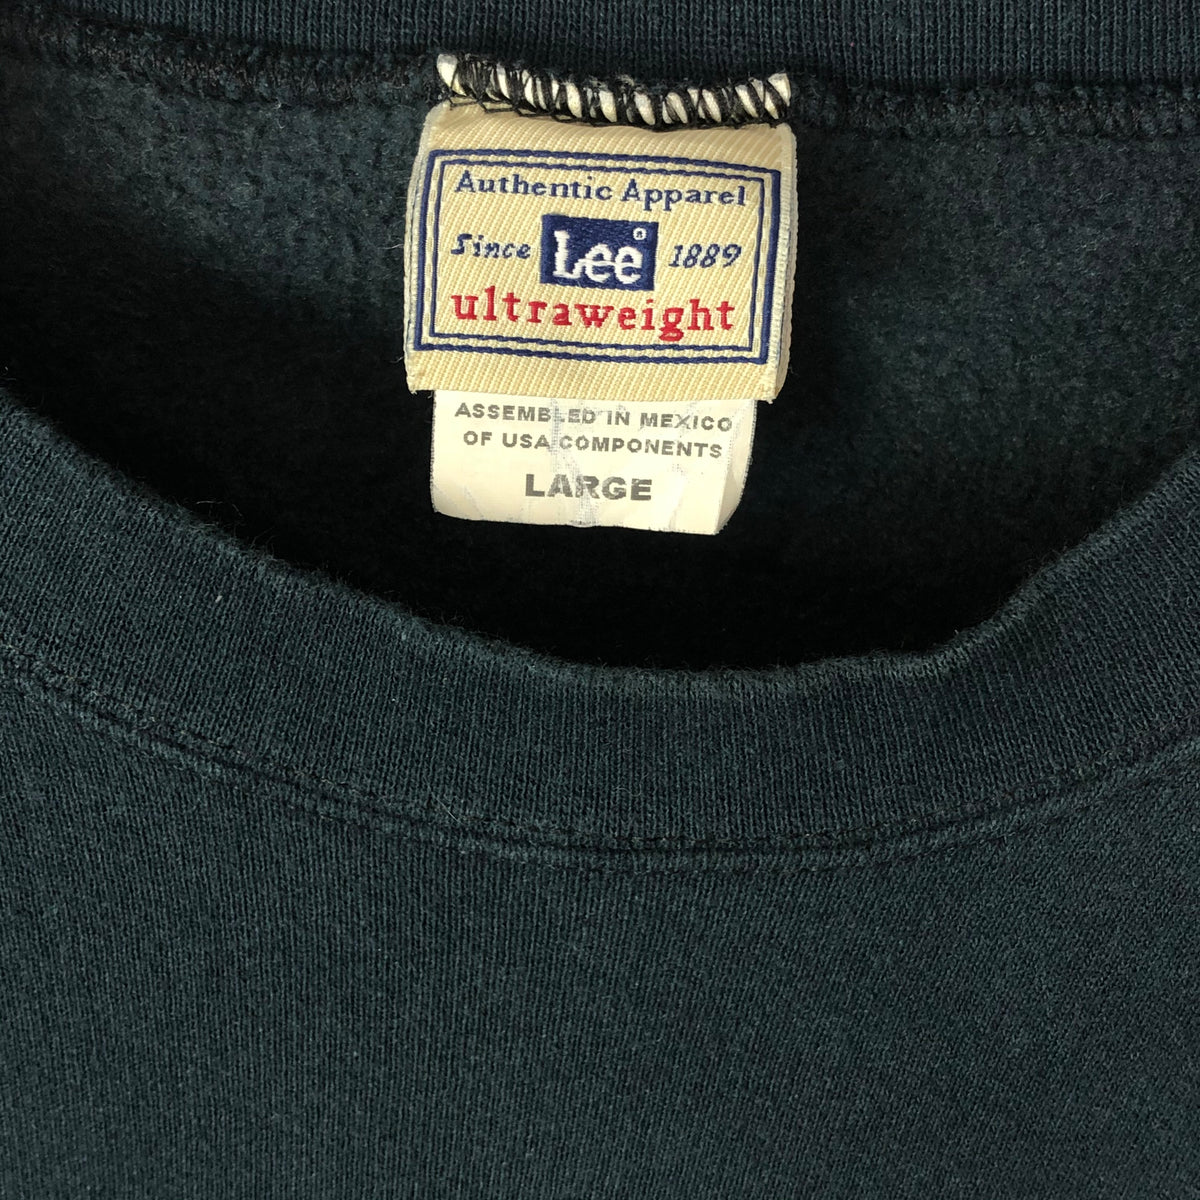 Authentic Apparel
Since Lee® 1889
ultraweight
ASSEMBLED IN MEXICO
OF USA COMPONENTS
LARGE